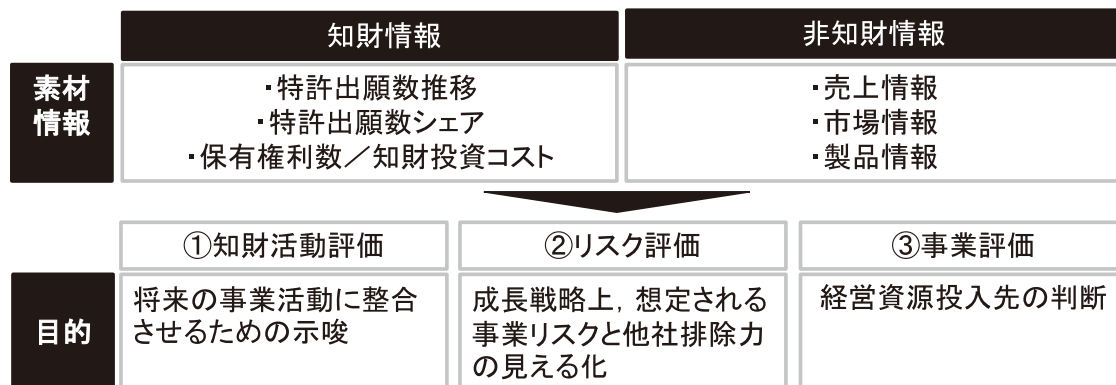 知財情報
非知財情報
素材
情報
・特許出願数推移
・特許出願数シェア
・保有権利数／知財投資コスト
・売上情報
・市場情報
・製品情報
①知財活動評価
②リスク評価
③事業評価
目的
将来の事業活動に整合
させるための示唆
成長戦略上，想定される
事業リスクと他社排除力
の見える化
経営資源投入先の判断